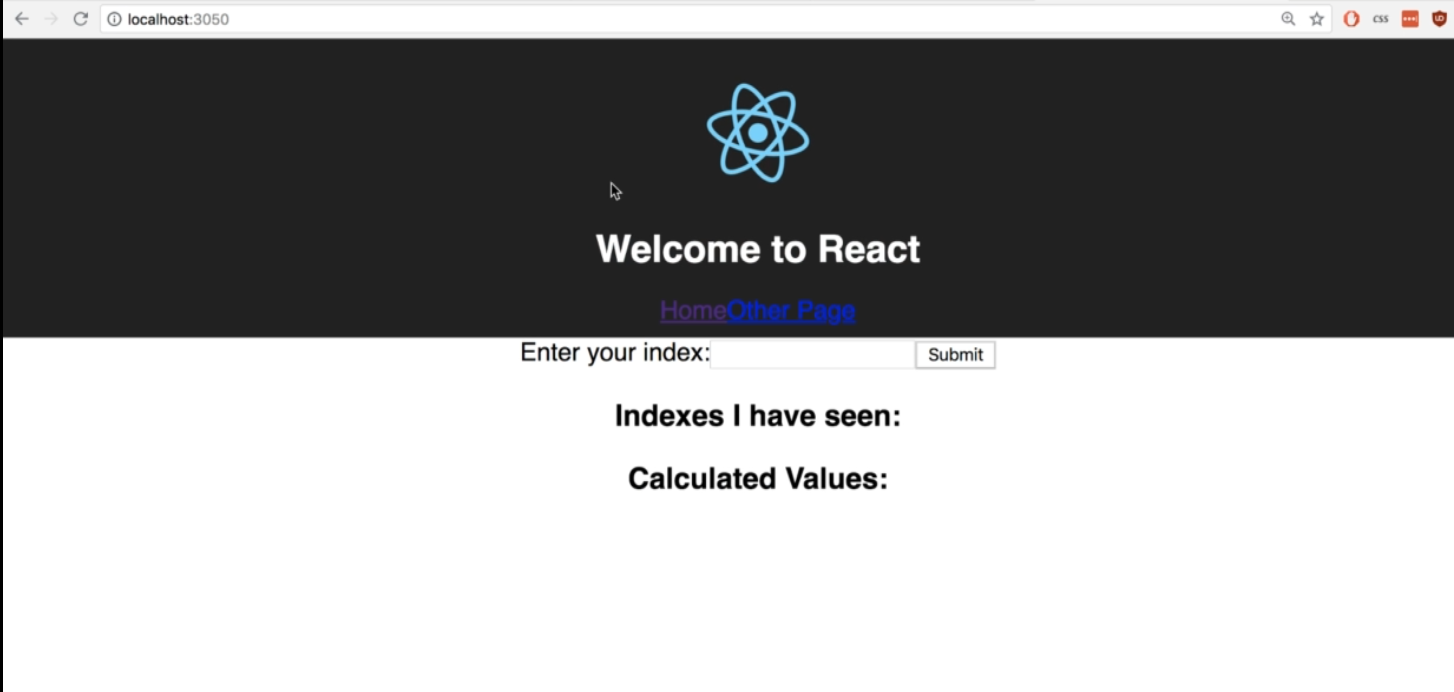 localhost:3050
css
Welcome to React
HomeOther Page
Enter your index: Submit
Indexes I have seen:
Calculated Values: